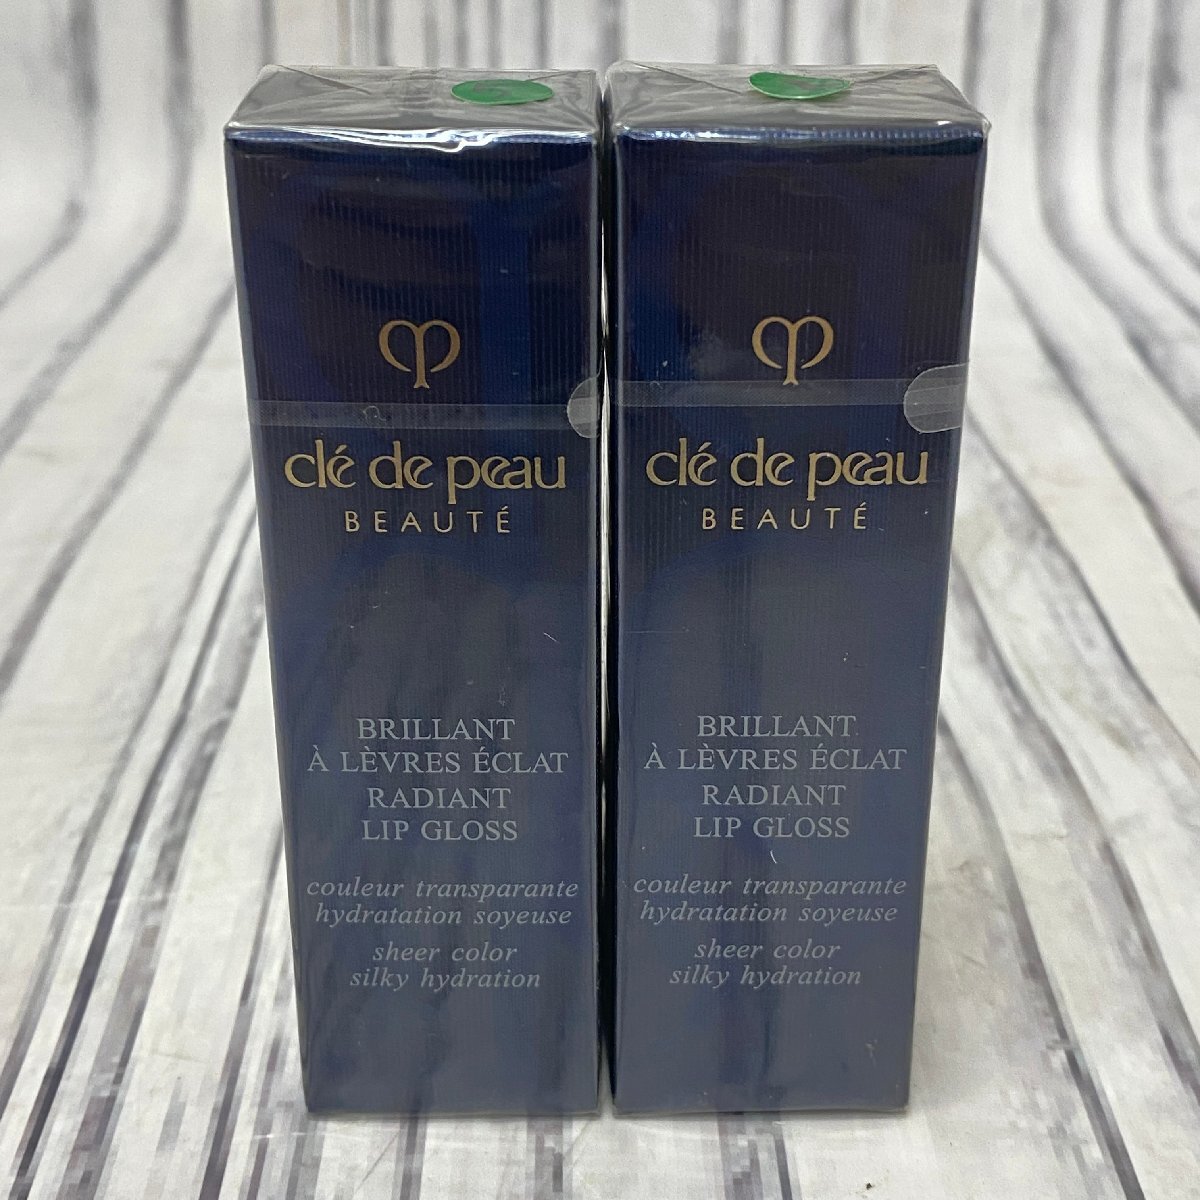 clé de peau
BEAUTÉ
BRILLANT
À LÈVRES ÉCLAT
RADIANT
LIP GLOSS
couleur transparante
hydratation soyeuse
sheer color
silky hydration
clé de peau
BEAUTÉ
BRILLANT
À LÈVRES ÉCLAT
RADIANT
LIP GLOSS
couleur transparante
hydratation soyeuse
sheer color
silky hydration